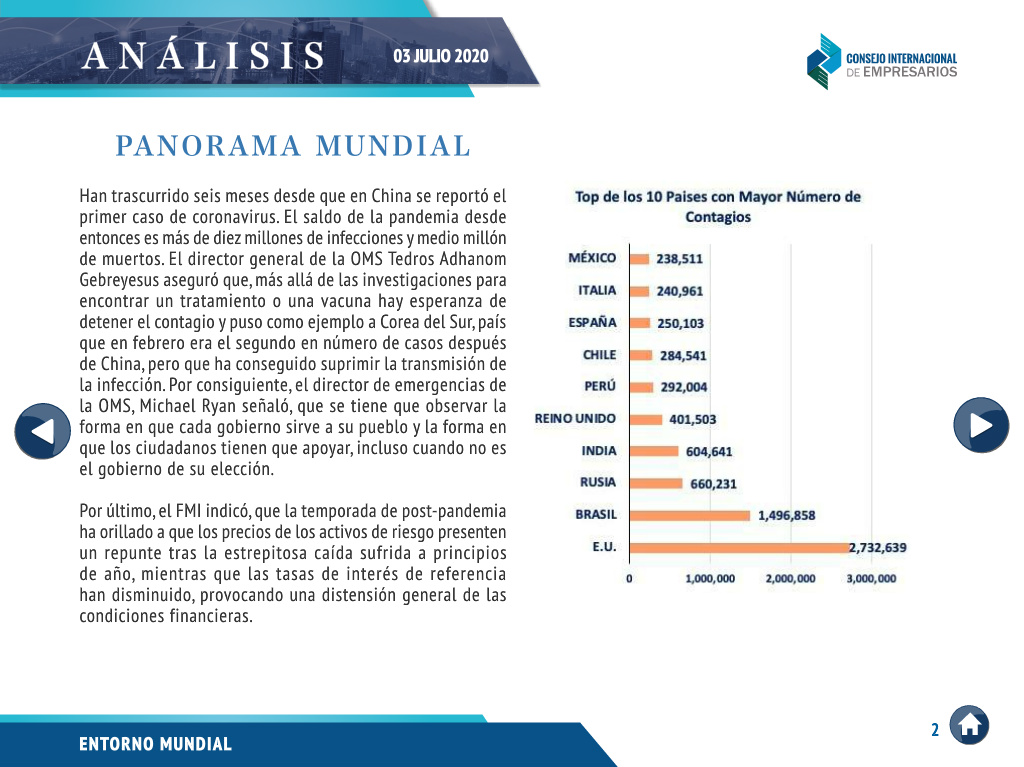 ANÁLISIS
03 JULIO 2020
CONSEJO INTERNACIONAL
DE EMPRESARIOS
PANORAMA MUNDIAL
Han trascurrido seis meses desde que en China se reportó el
primer caso de coronavirus. El saldo de la pandemia desde
entonces es más de diez millones de infecciones y medio millón
de muertos. El director general de la OMS Tedros Adhanom
Gebreyesus aseguró que, más allá de las investigaciones para
encontrar un tratamiento o una vacuna hay esperanza de
detener el contagio y puso como ejemplo a Corea del Sur, país
que en febrero era el segundo en número de casos después
de China, pero que ha conseguido suprimir la transmisión de
la infección. Por consiguiente, el director de emergencias de
la OMS, Michael Ryan señaló, que se tiene que observar la
forma en que cada gobierno sirve a su pueblo y la forma en
que los ciudadanos tienen que apoyar, incluso cuando no es
el gobierno de su elección.
Por último, el FMI indicó, que la temporada de post-pandemia
ha orillado a que los precios de los activos de riesgo presenten
un repunte tras la estrepitosa caída sufrida a principios
de año, mientras que las tasas de interés de referencia
han disminuido, provocando una distensión general de las
condiciones financieras.
Top de los 10 Paises con Mayor Número de
Contagios
MÉXICO 238,511
ITALIA 240,961
ESPAÑA 250,103
CHILE 284,541
PERÚ 292,004
REINO UNIDO 401,503
INDIA 604,641
RUSIA 660,231
BRASIL 1,496,858
E.U. 2,732,639
0 1,000,000 2,000,000 3,000,000
ENTORNO MUNDIAL
2